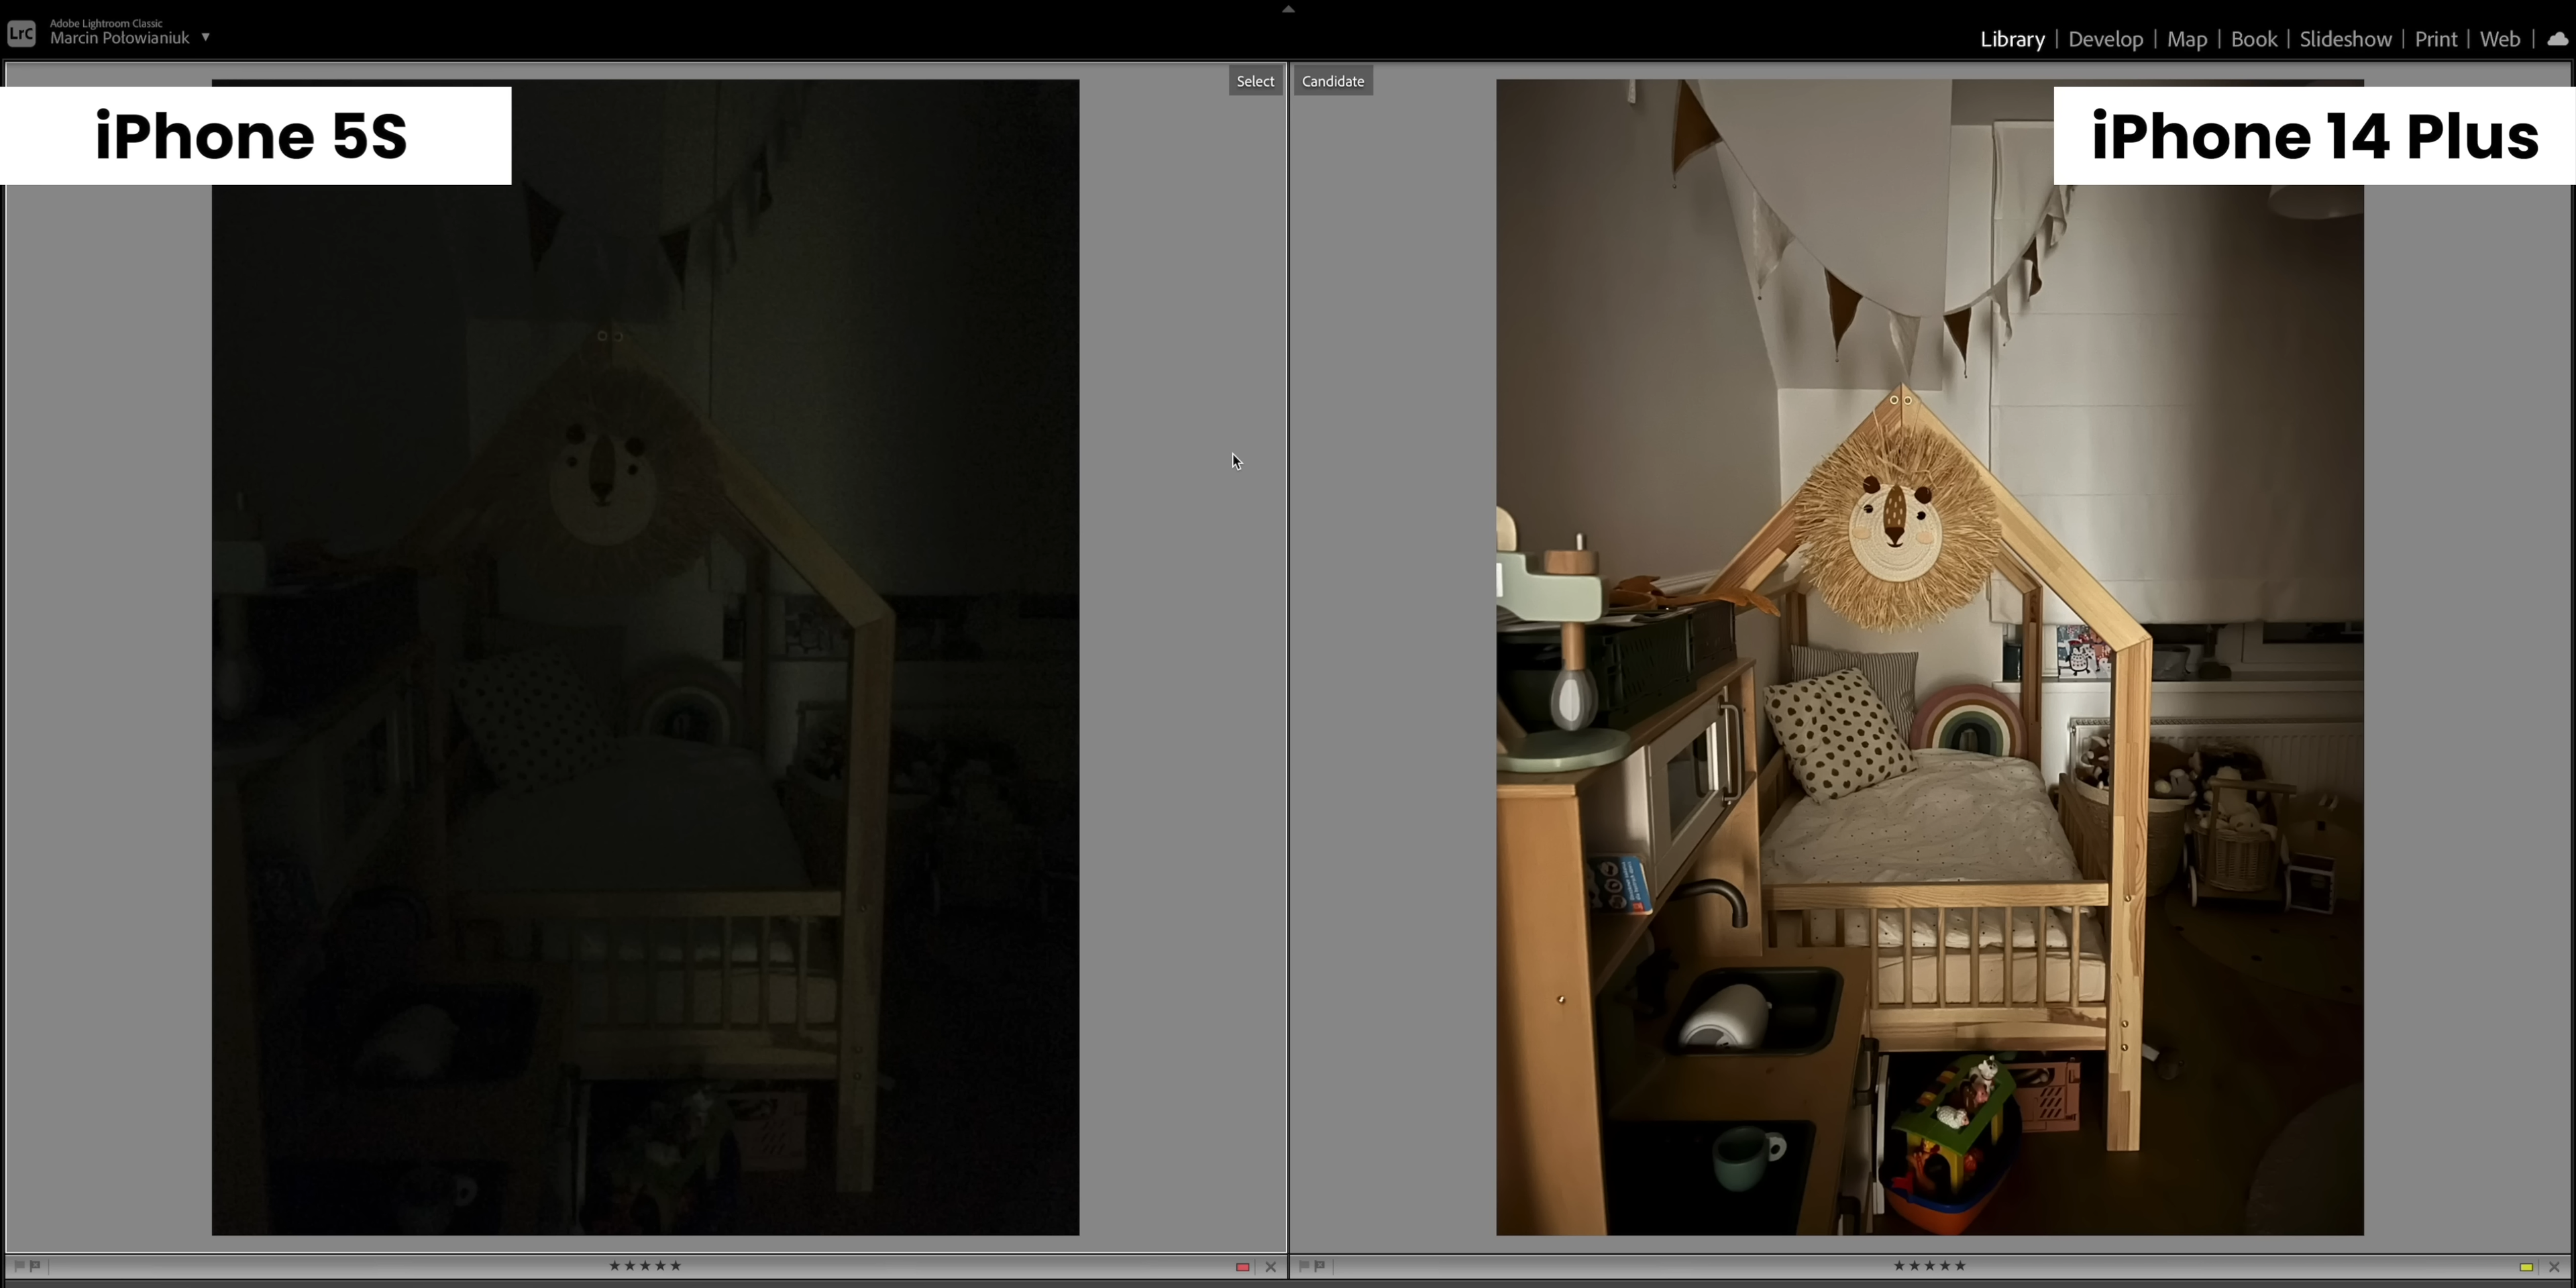 LrC
Adobe Lightroom Classic
Marcin Połowianiuk
Library | Develop | Map | Book | Slideshow | Print | Web
Select
Candidate
iPhone 5S
iPhone 14 Plus